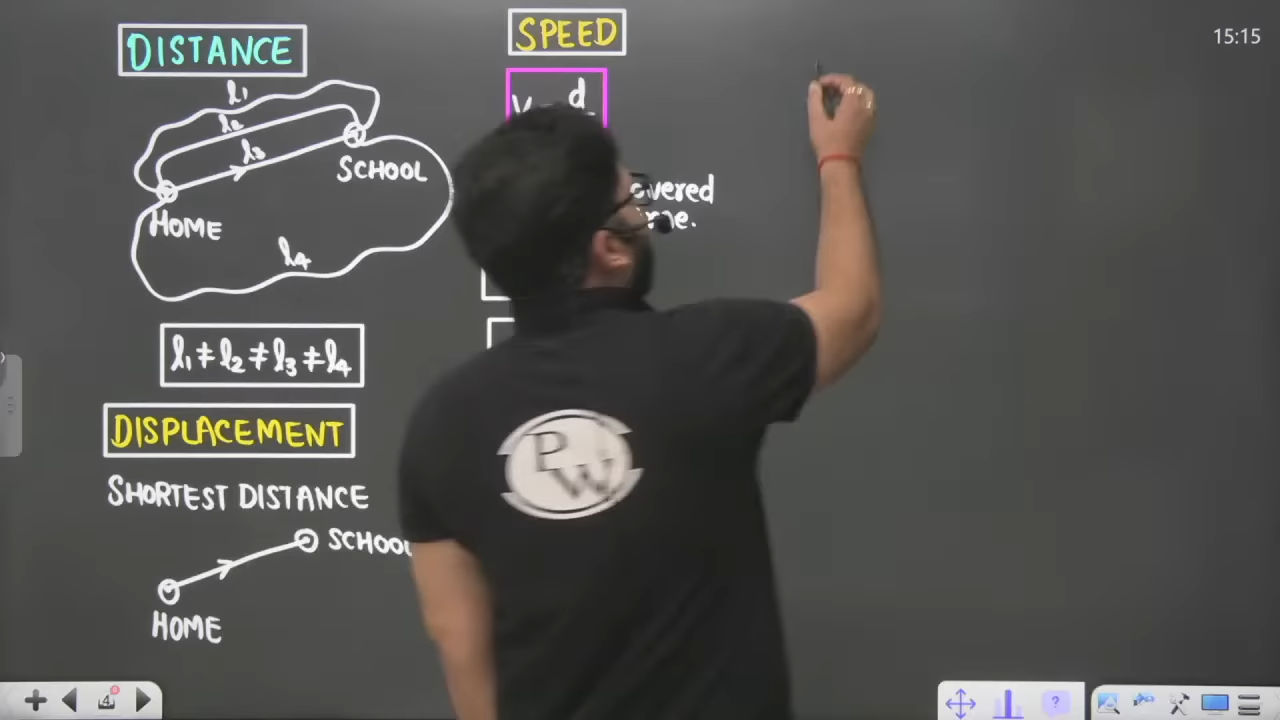 DISTANCE
l₁
l₂
l₃
SCHOOL
HOME
l₄
l₁ ≠ l₂ ≠ l₃ ≠ l₄
DISPLACEMENT
SHORTEST DISTANCE
SCHOOL
HOME
SPEED
d
PW
15:15
4
?